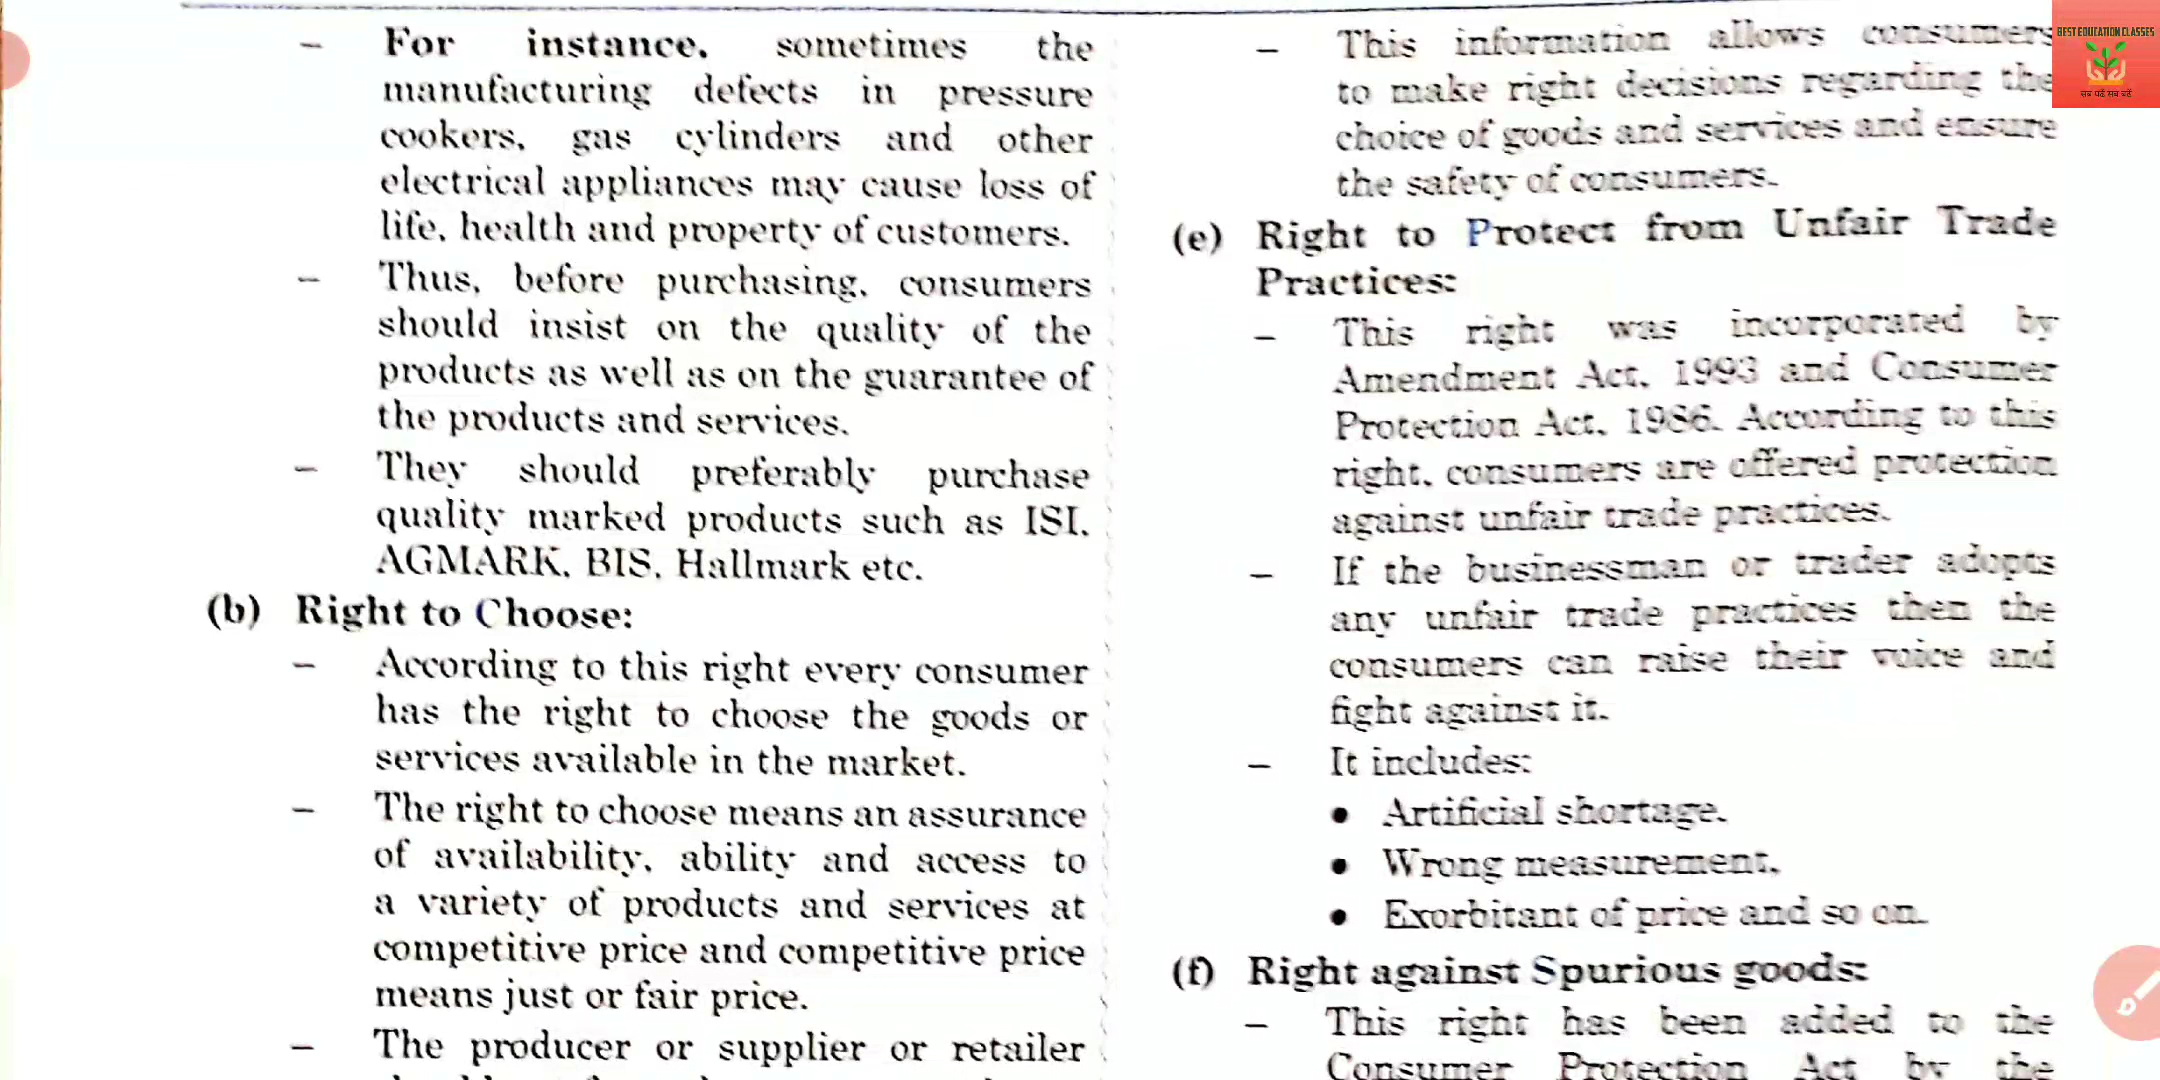 – For instance, sometimes the
manufacturing defects in pressure
cookers, gas cylinders and other
electrical appliances may cause loss of
life, health and property of customers.
– Thus, before purchasing, consumers
should insist on the quality of the
products as well as on the guarantee of
the products and services.
– They should preferably purchase
quality marked products such as ISI,
AGMARK, BIS, Hallmark etc.
(b) Right to Choose:
– According to this right every consumer
has the right to choose the goods or
services available in the market.
– The right to choose means an assurance
of availability, ability and access to
a variety of products and services at
competitive price and competitive price
means just or fair price.
– The producer or supplier or retailer
– This information allows consumers
to make right decisions regarding the
choice of goods and services and ensure
the safety of consumers.
(e) Right to Protect from Unfair Trade
Practices:
– This right was incorporated by
Amendment Act, 1993 and Consumer
Protection Act, 1986. According to this
right, consumers are offered protection
against unfair trade practices.
– If the businessman or trader adopts
any unfair trade practices then the
consumers can raise their voice and
fight against it.
– It includes:
• Artificial shortage.
• Wrong measurement.
• Exorbitant of price and so on.
(f) Right against Spurious goods:
– This right has been added to the
Consumer Protection Act by the
BEST EDUCATION CLASSES
सब पढ़ें सब बढ़ें